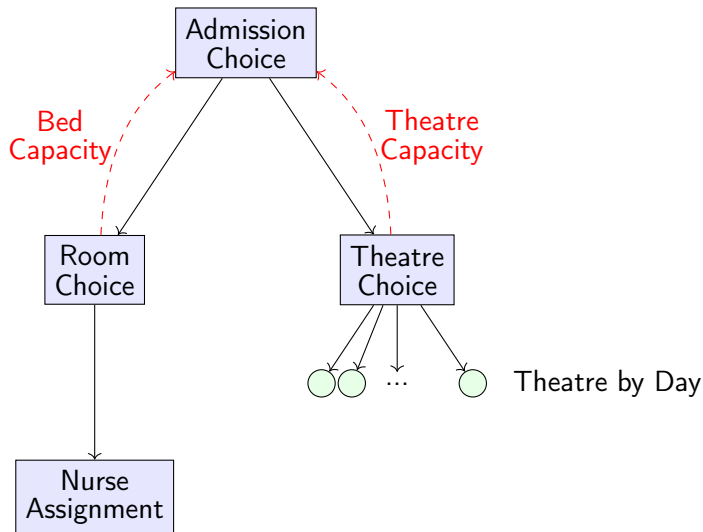 Admission
Choice
Bed
Capacity
Theatre
Capacity
Room
Choice
Theatre
Choice
...
Theatre by Day
Nurse
Assignment